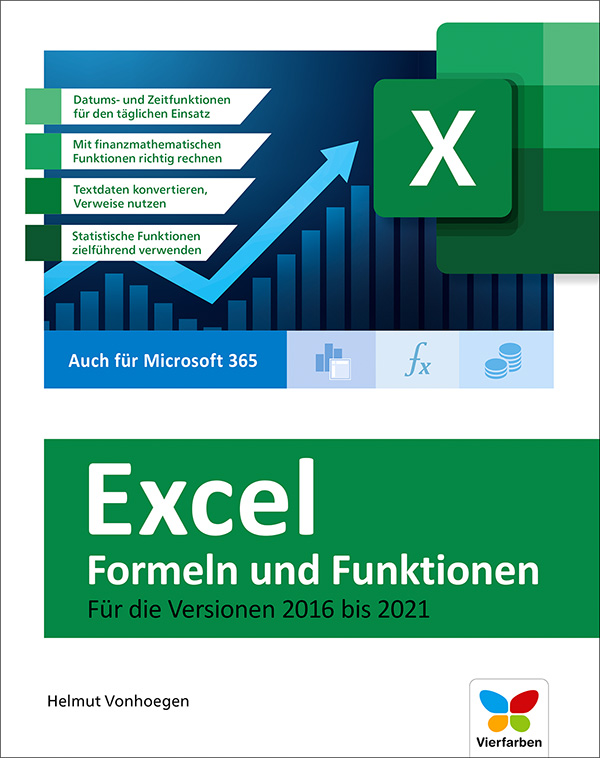 Datums- und Zeitfunktionen
für den täglichen Einsatz
Mit finanzmathematischen
Funktionen richtig rechnen
Textdaten konvertieren,
Verweise nutzen
Statistische Funktionen
zielführend verwenden
X
Auch für Microsoft 365
fx
Excel
Formeln und Funktionen
Für die Versionen 2016 bis 2021
Helmut Vonhoegen
Vierfarben